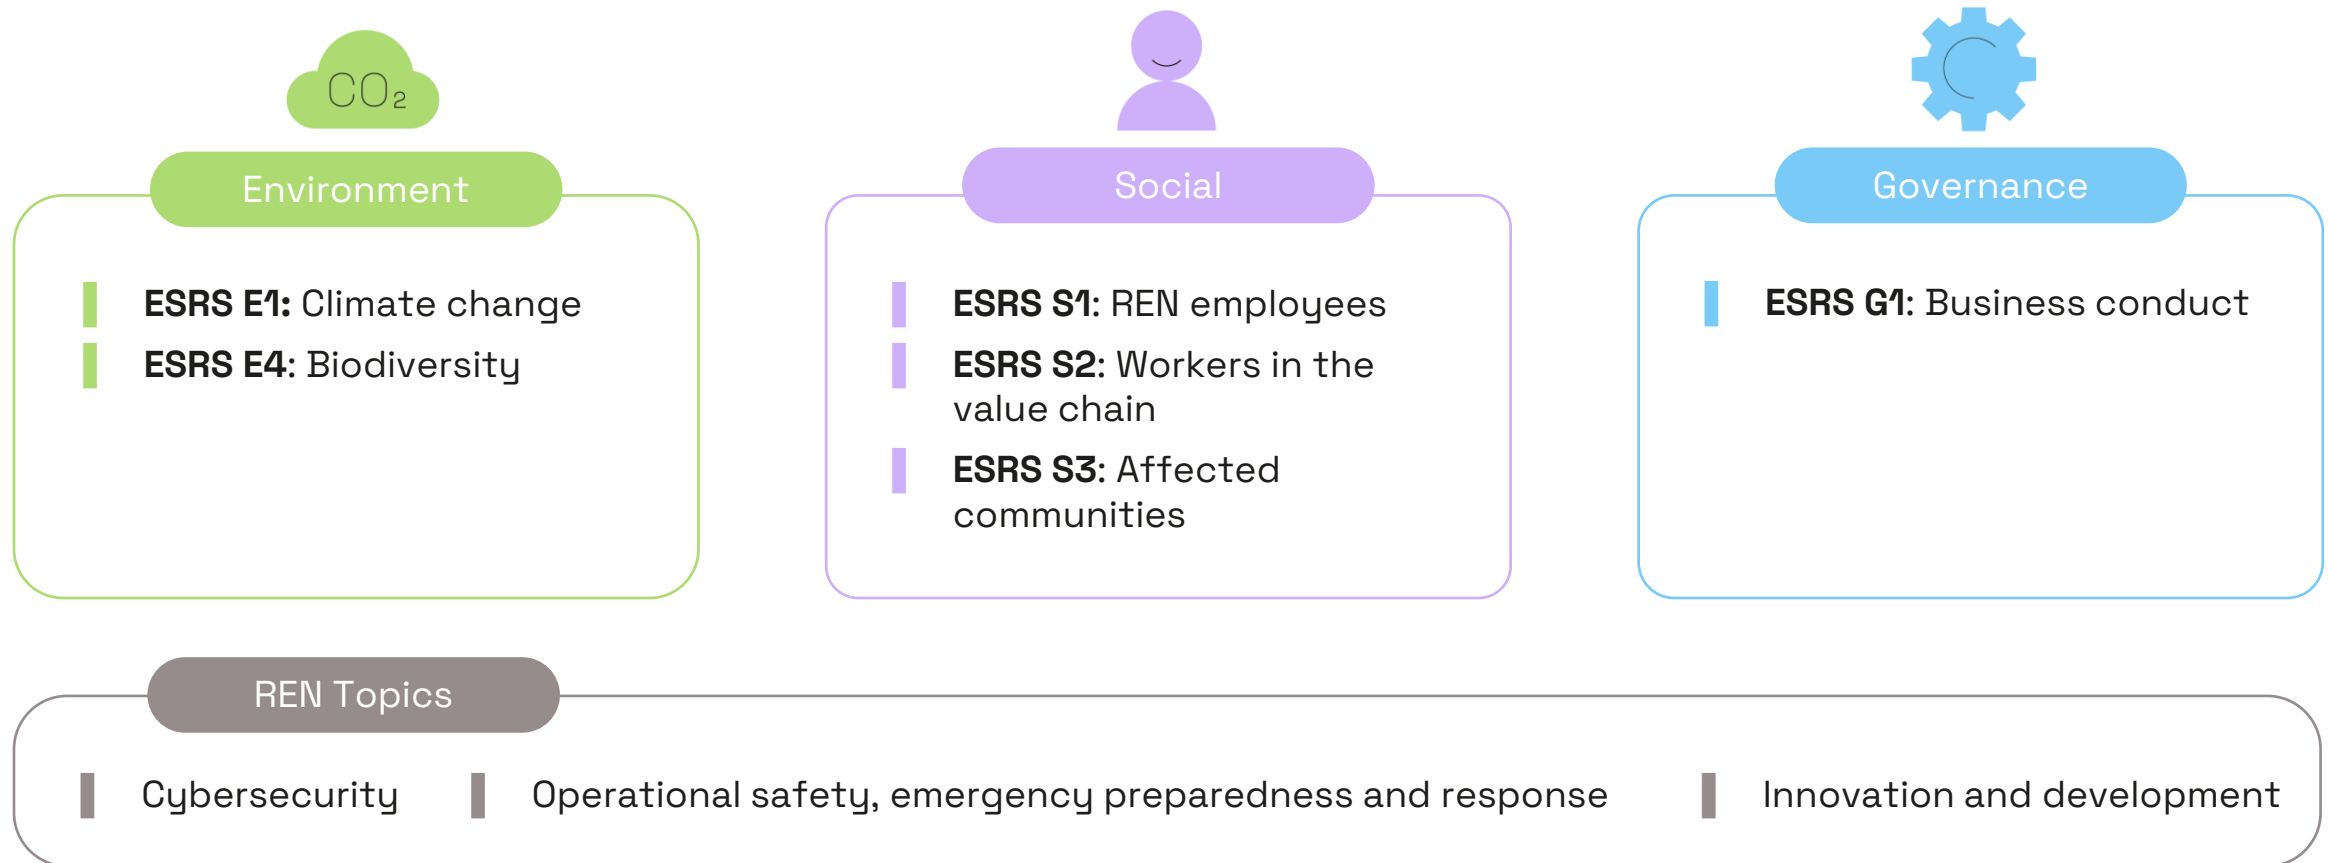 CO₂
Environment
ESRS E1: Climate change
ESRS E4: Biodiversity
Social
ESRS S1: REN employees
ESRS S2: Workers in the
value chain
ESRS S3: Affected
communities
Governance
ESRS G1: Business conduct
REN Topics
Cybersecurity
Operational safety, emergency preparedness and response
Innovation and development